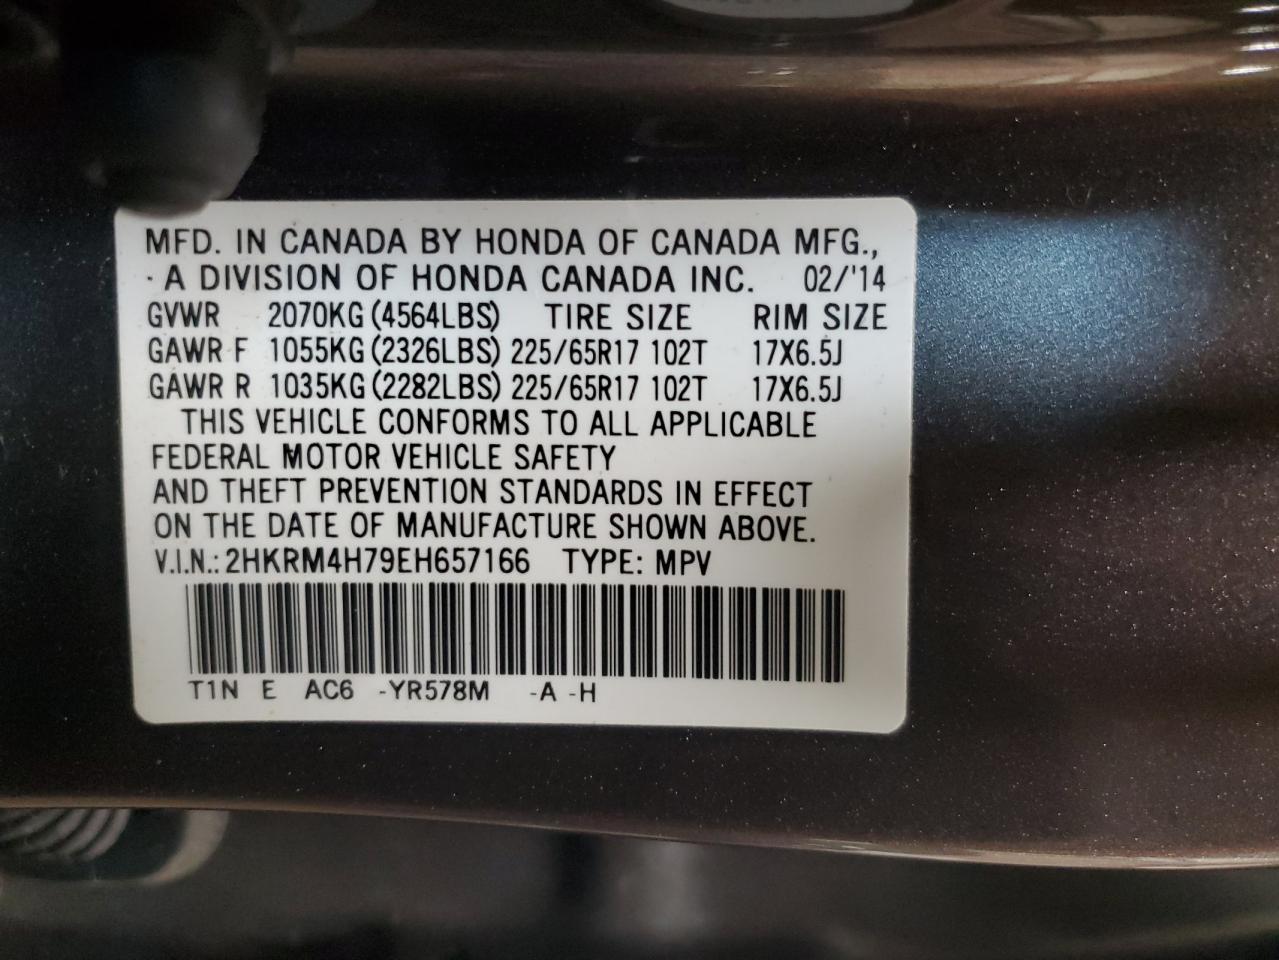 MFD. IN CANADA BY HONDA OF CANADA MFG.,
A DIVISION OF HONDA CANADA INC. 02/'14
GVWR 2070KG (4564LBS) TIRE SIZE RIM SIZE
GAWR F 1055KG (2326LBS) 225/65R17 102T 17X6.5J
GAWR R 1035KG (2282LBS) 225/65R17 102T 17X6.5J
THIS VEHICLE CONFORMS TO ALL APPLICABLE
FEDERAL MOTOR VEHICLE SAFETY
AND THEFT PREVENTION STANDARDS IN EFFECT
ON THE DATE OF MANUFACTURE SHOWN ABOVE.
V.I.N.: 2HKRM4H79EH657166 TYPE: MPV
T1N E AC6 -YR578M -A -H